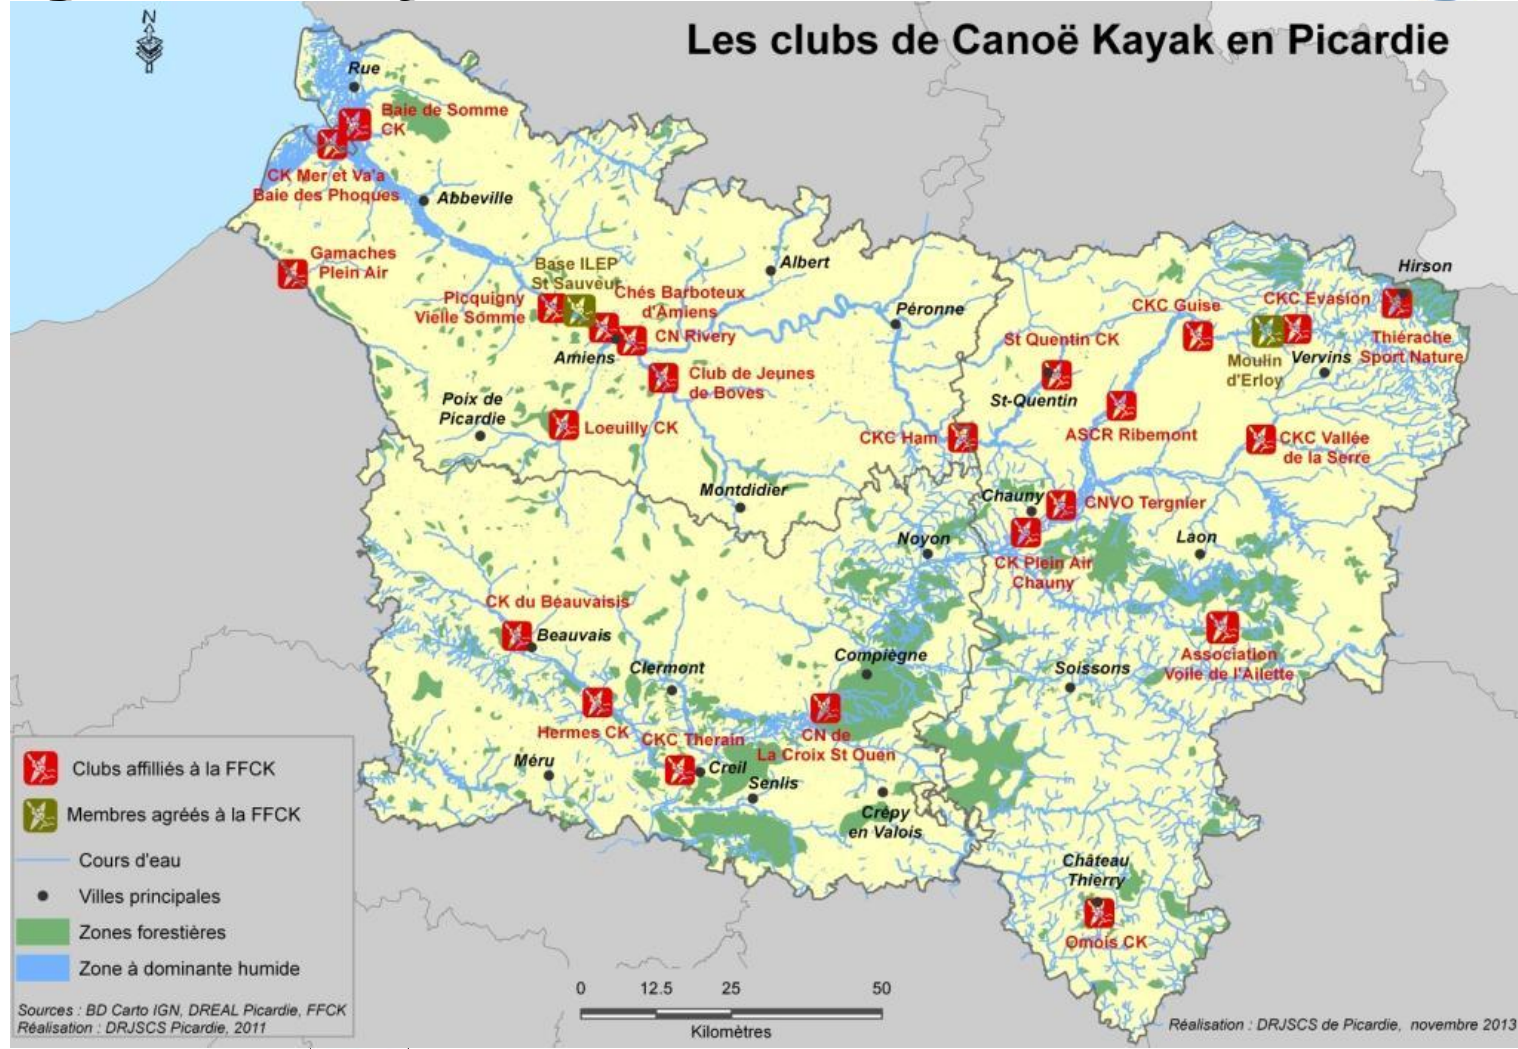 Les clubs de Canoë Kayak en Picardie
N
Rue
Baie de Somme
CK
CK Mer et Va'a
Baie des Phoques
Abbeville
Gamaches
Plein Air
Base ILEP
St Sauveur
Picquigny
Vielle Somme
Chés Barboteux
d'Amiens
CN Rivery
Amiens
Albert
Péronne
Club de Jeunes
de Boves
Poix de
Picardie
Loeuilly CK
Montdidier
CKC Ham
Hirson
CKC Guise
CKC Evasion
Thiérache
Sport Nature
Moulin
d'Erloy
Vervins
St Quentin CK
St-Quentin
ASCR Ribemont
CKC Vallée
de la Serre
Chauny
CNVO Tergnier
CK Plein Air
Chauny
Laon
Noyon
CK du Beauvaisis
Beauvais
Clermont
Compiègne
Soissons
Association
Voile de l'Ailette
Hermes CK
CKC Therain
CN de
La Croix St Ouen
Méru
Creil
Senlis
Crépy
en Valois
Château
Thierry
Omois CK
Clubs affilliés à la FFCK
Membres agréés à la FFCK
Cours d'eau
Villes principales
Zones forestières
Zone à dominante humide
Sources : BD Carto IGN, DREAL Picardie, FFCK
Réalisation : DRJSCS Picardie, 2011
0 12.5 25 50
Kilomètres
Réalisation : DRJSCS de Picardie, novembre 2013